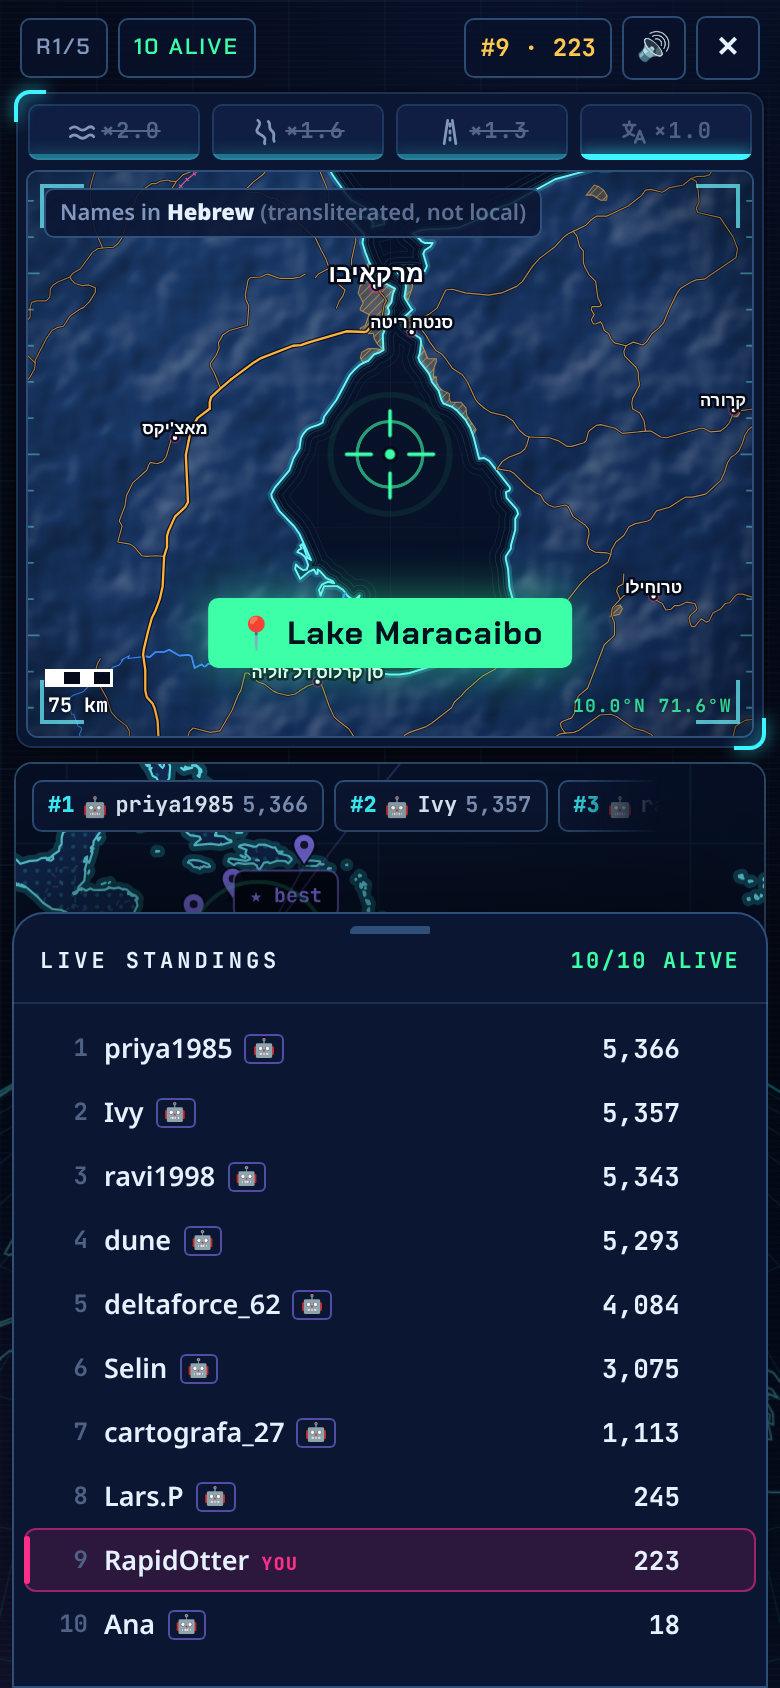 R1/5
10 ALIVE
#9 · 223
×2.0
×1.6
×1.3
×1.0
Names in Hebrew (transliterated, not local)
מרקאיבו
סנטה ריטה
קרורה
מאצ'יקס
טרוחילו
📍 Lake Maracaibo
סן קרלוס דל זוליה
75 km
10.0°N 71.6°W
#1 🤖 priya1985 5,366
#2 🤖 Ivy 5,357
#3 🤖
★ best
LIVE STANDINGS
10/10 ALIVE
1 priya1985 🤖 5,366
2 Ivy 🤖 5,357
3 ravi1998 🤖 5,343
4 dune 🤖 5,293
5 deltaforce_62 🤖 4,084
6 Selin 🤖 3,075
7 cartografa_27 🤖 1,113
8 Lars.P 🤖 245
9 RapidOtter YOU 223
10 Ana 🤖 18